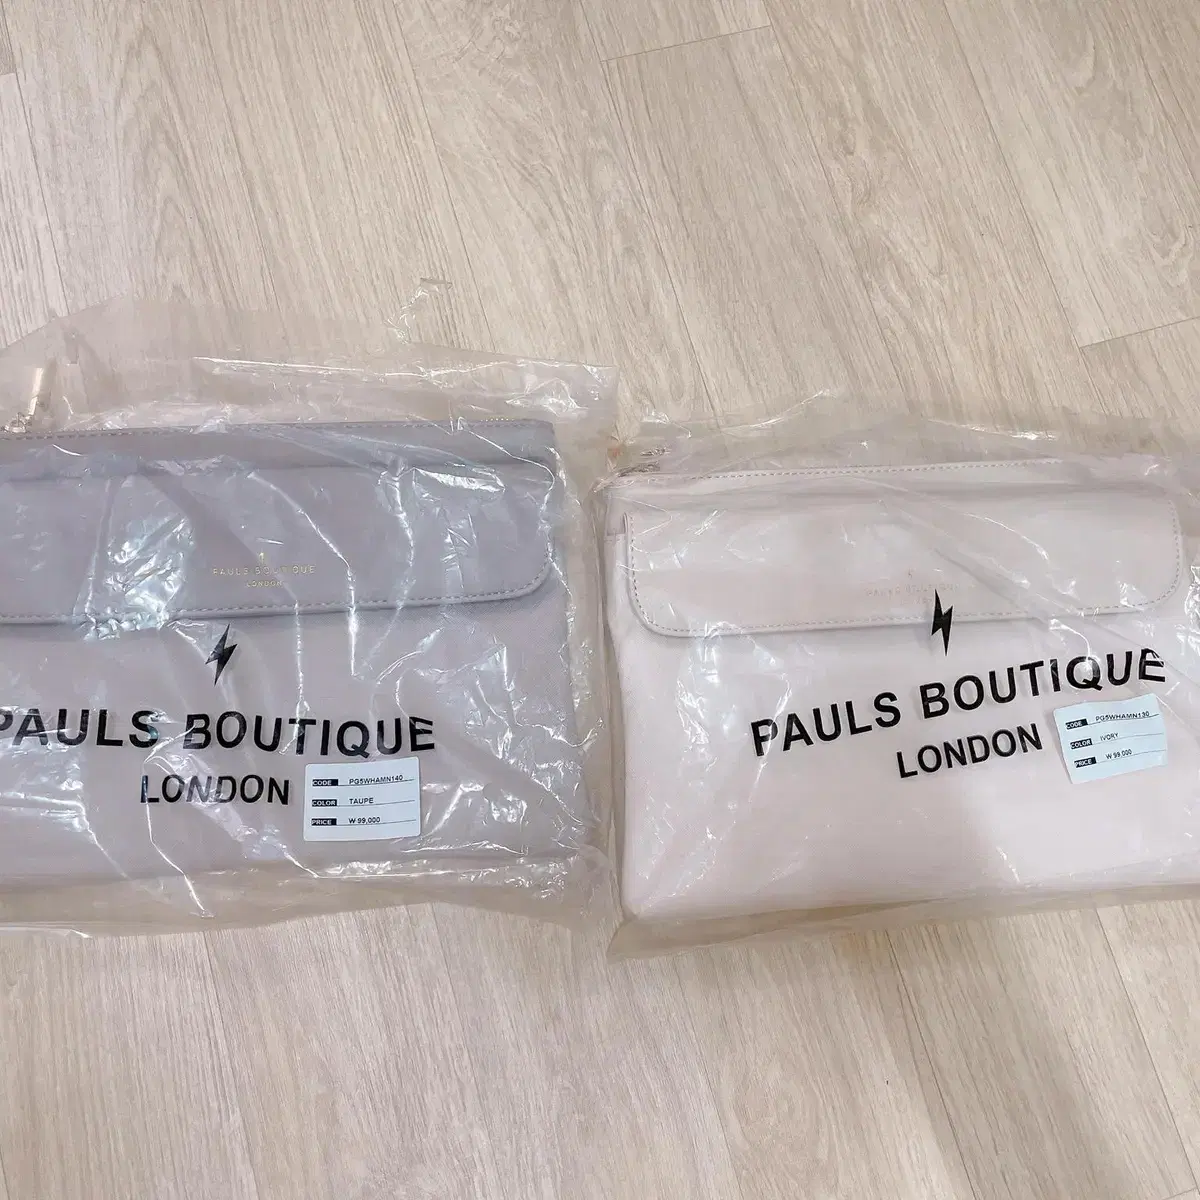 PAULS BOUTIQUE
LONDON
PAULS BOUTIQUE
LONDON
CODE PG5WHAMN140
COLOR TAUPE
PRICE ₩ 99,000
PAULS BOUTIQUE
LONDON
CODE PG5WHAMN130
COLOR IVORY
PRICE ₩ 99,000